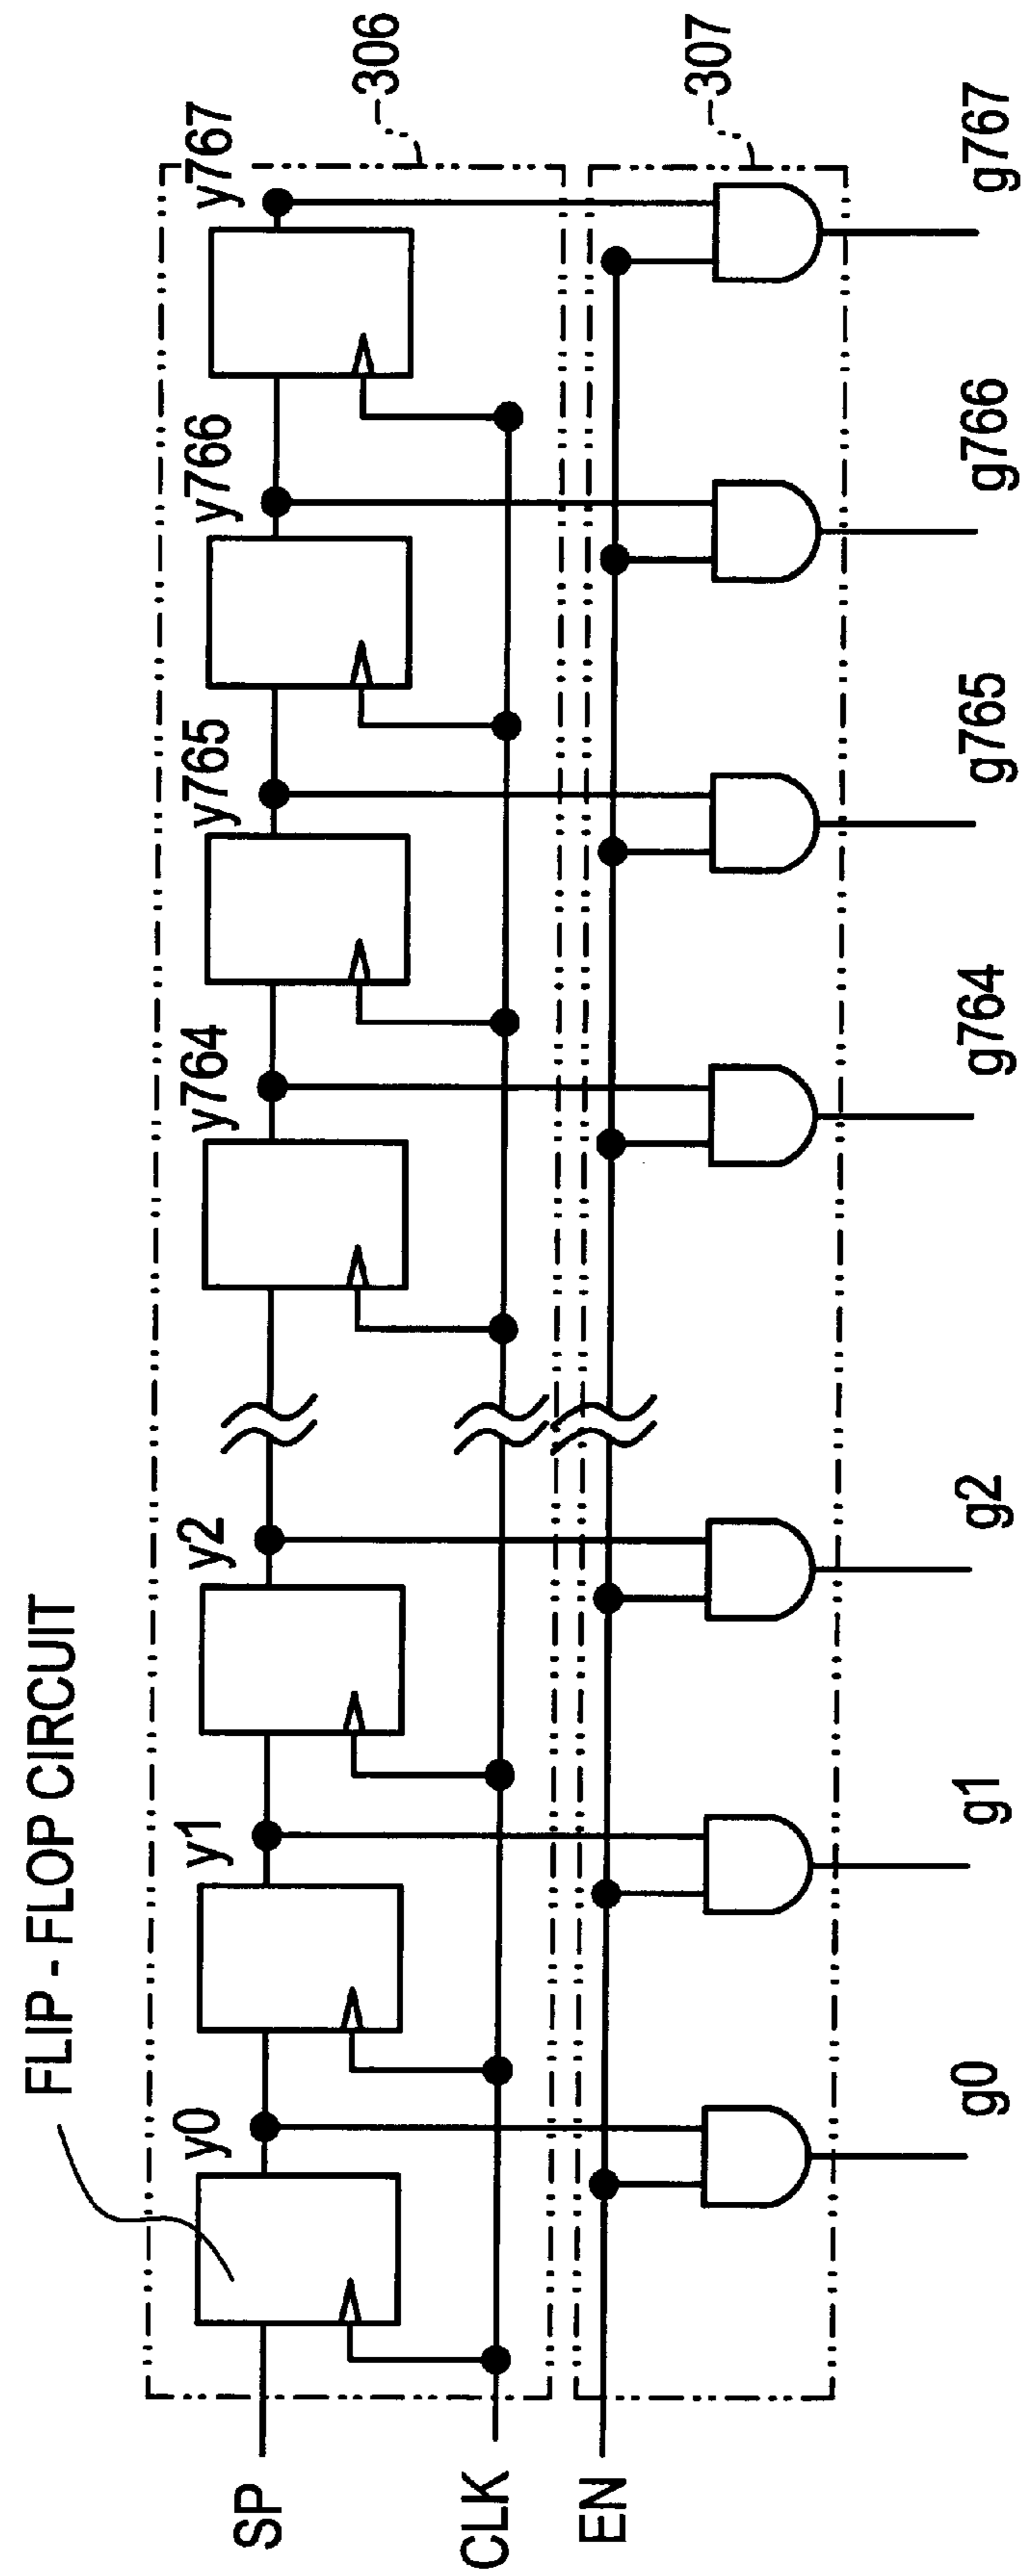 FLIP - FLOP CIRCUIT
y0
y1
y2
y764
y765
y766
y767
306
307
SP
CLK
EN
g0
g1
g2
g764
g765
g766
g767